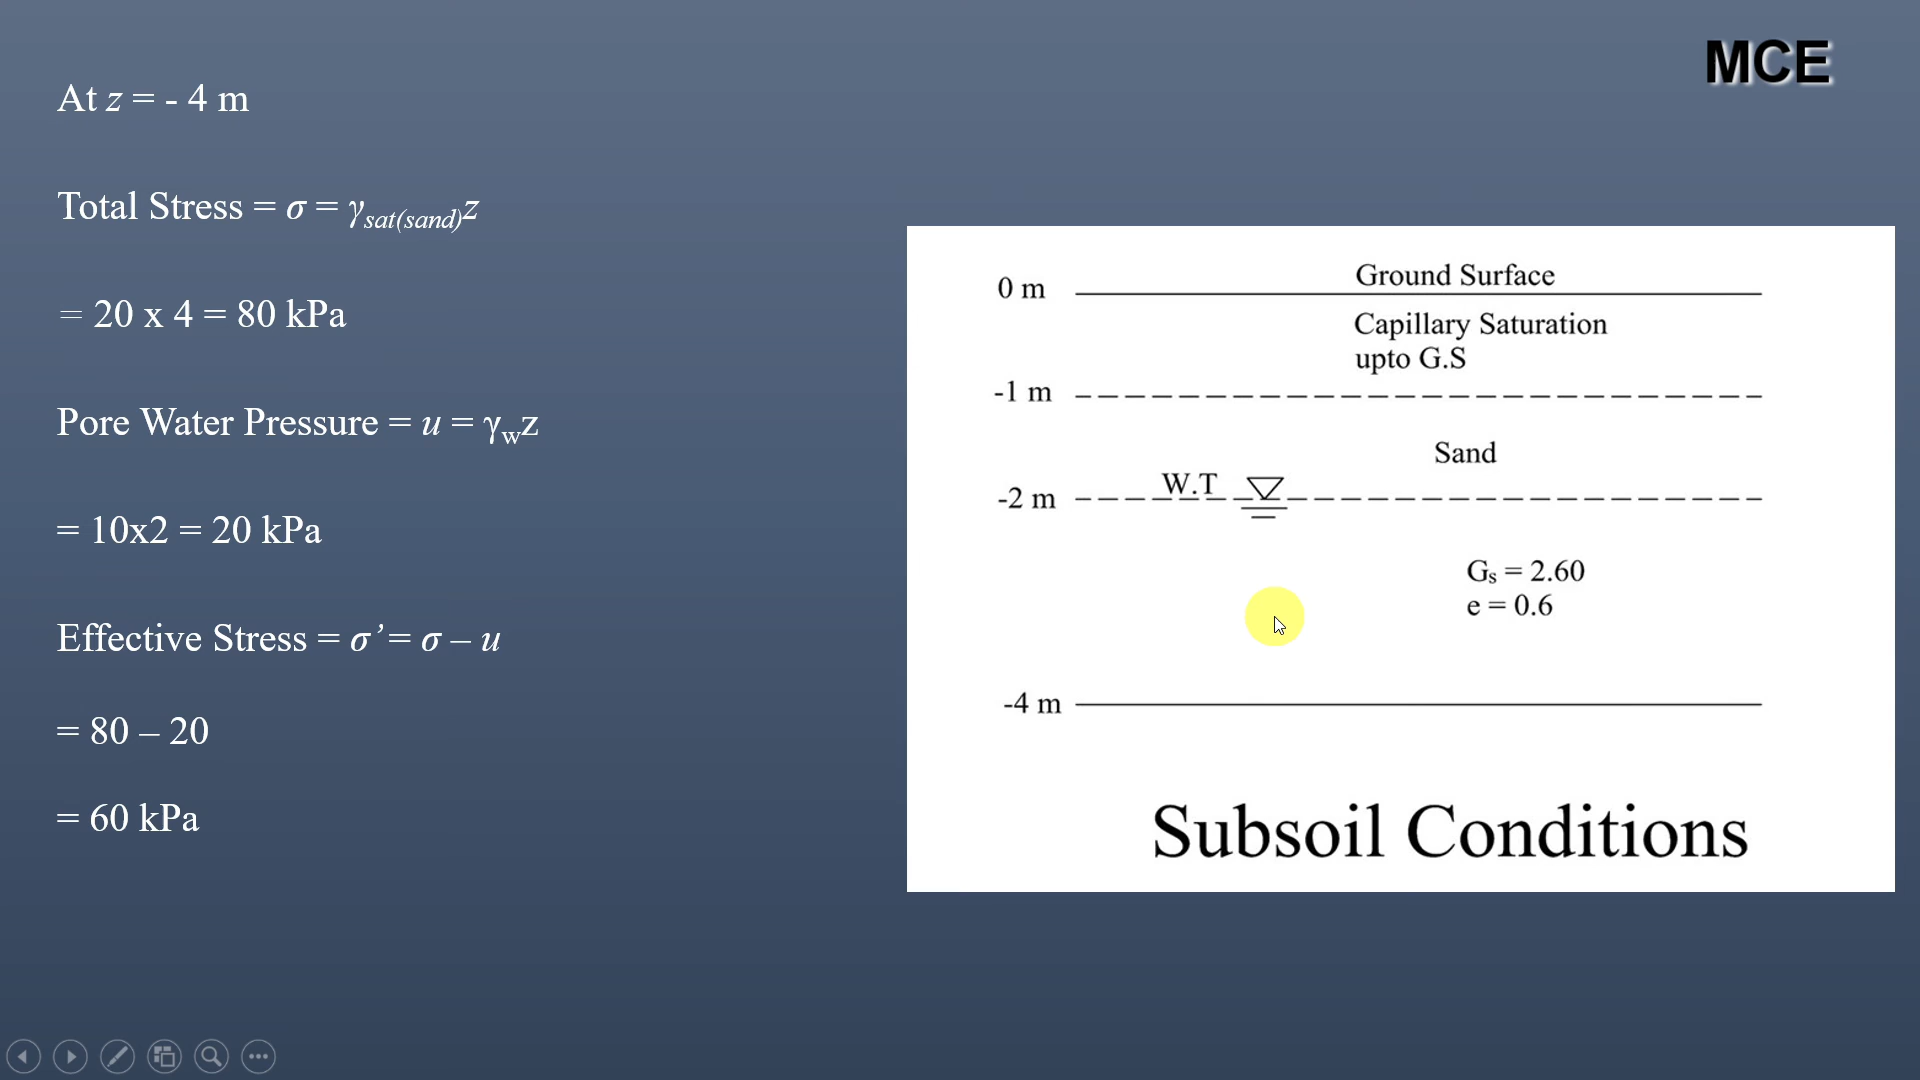 MCE
At z = - 4 m
Total Stress = σ = γsat(sand)z
= 20 x 4 = 80 kPa
Pore Water Pressure = u = γwz
= 10x2 = 20 kPa
Effective Stress = σ’= σ – u
= 80 – 20
= 60 kPa
0 m
Ground Surface
Capillary Saturation
upto G.S
-1 m
Sand
W.T
-2 m
Gs = 2.60
e = 0.6
-4 m
Subsoil Conditions